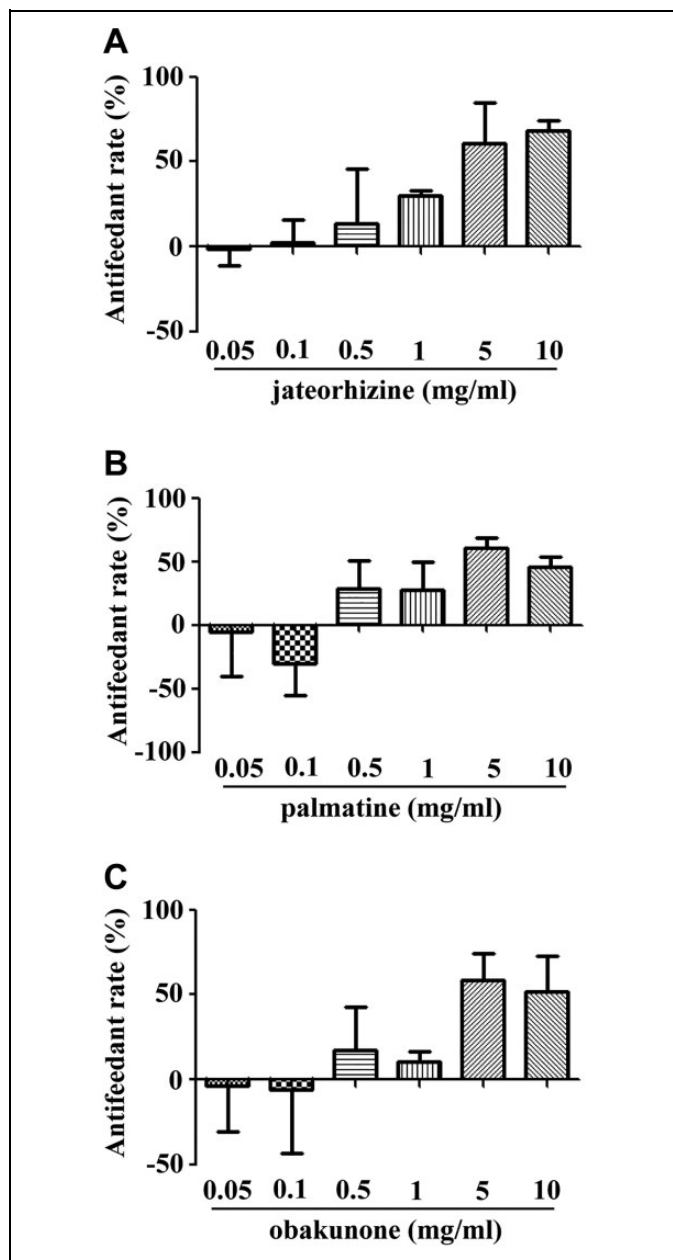 A
Antifeedant rate (%)
100
50
0
-50
0.05 0.1 0.5 1 5 10
jateorhizine (mg/ml)
B
Antifeedant rate (%)
100
50
0
-50
-100
0.05 0.1 0.5 1 5 10
palmatine (mg/ml)
C
Antifeedant rate (%)
100
50
0
-50
0.05 0.1 0.5 1 5 10
obakunone (mg/ml)